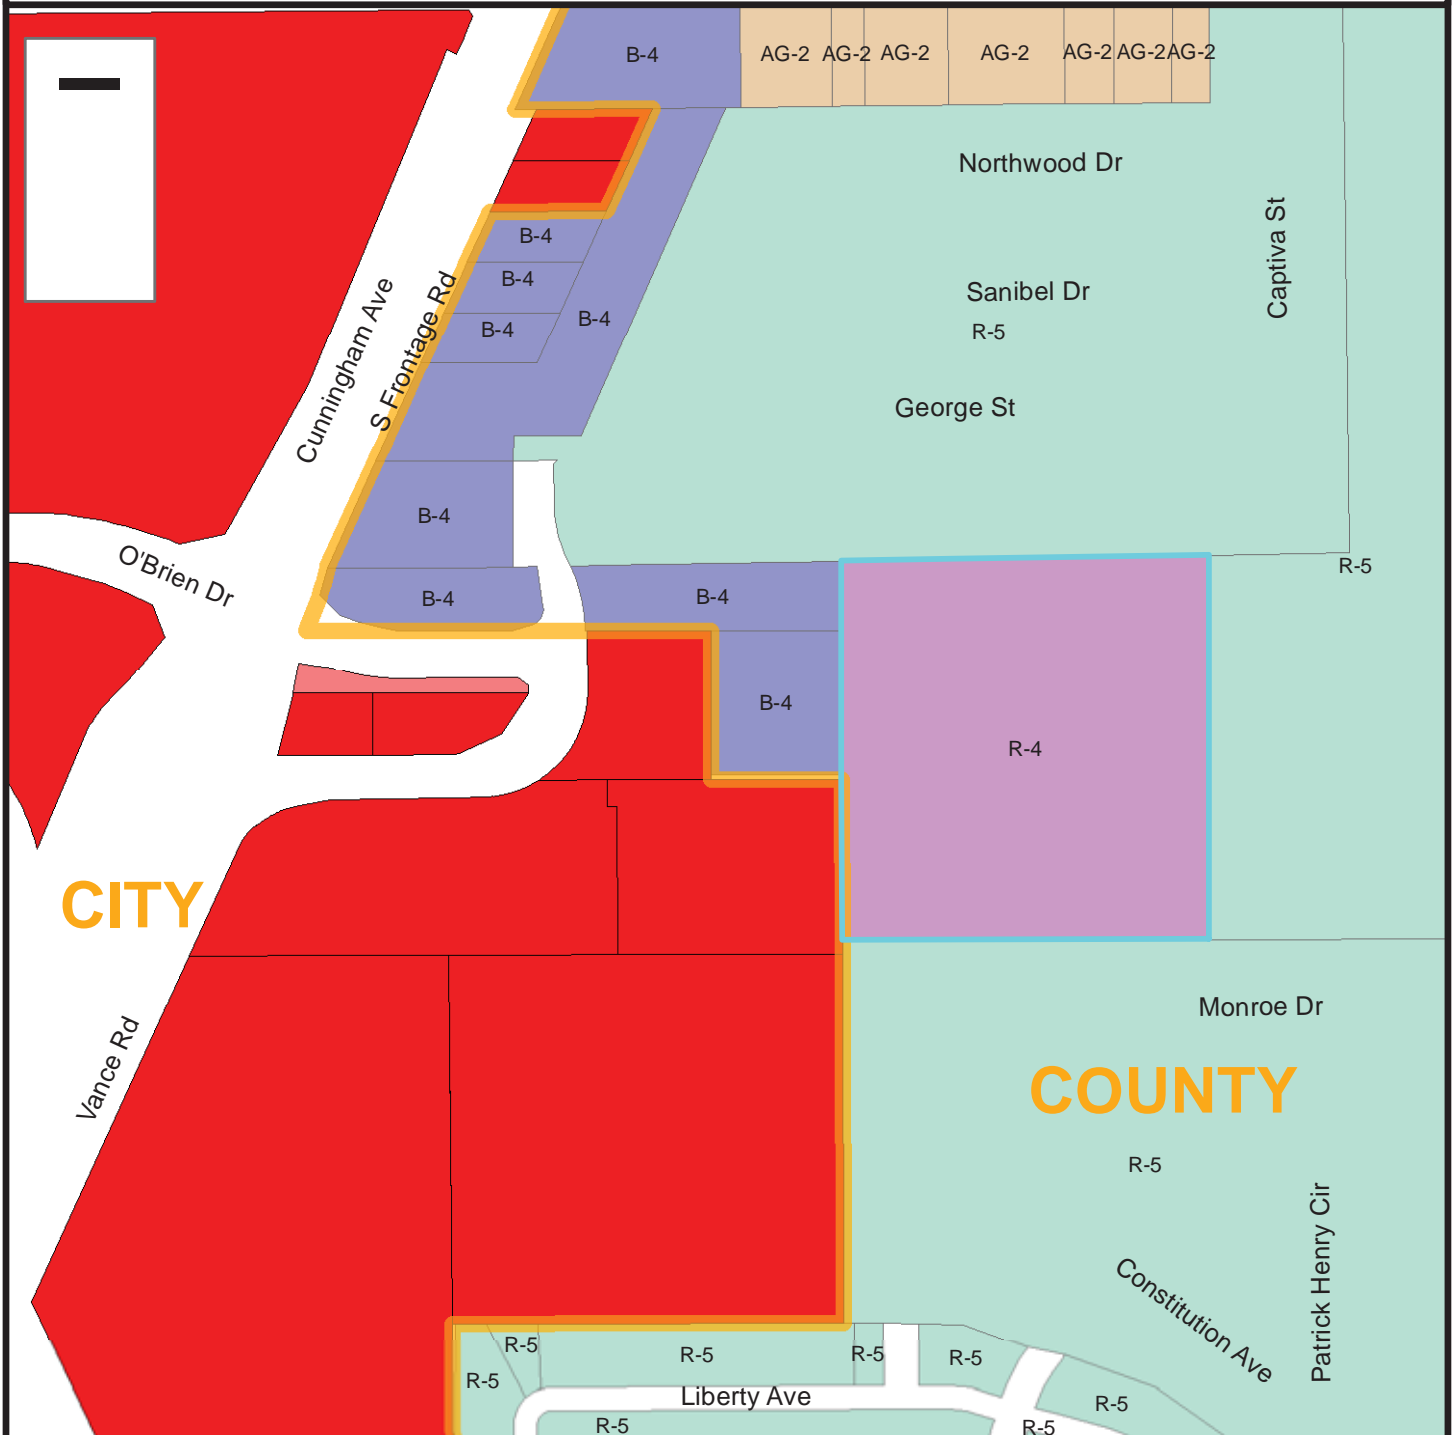 B-4
AG-2
AG-2
AG-2
AG-2
AG-2
AG-2
AG-2
Northwood Dr
Captiva St
B-4
B-4
Sanibel Dr
B-4
B-4
R-5
Cunningham Ave
S Frontage Rd
George St
B-4
O'Brien Dr
R-5
B-4
B-4
B-4
R-4
CITY
Monroe Dr
Vance Rd
COUNTY
R-5
Patrick Henry Cir
Constitution Ave
R-5
R-5
R-5
R-5
R-5
Liberty Ave
R-5
R-5
R-5